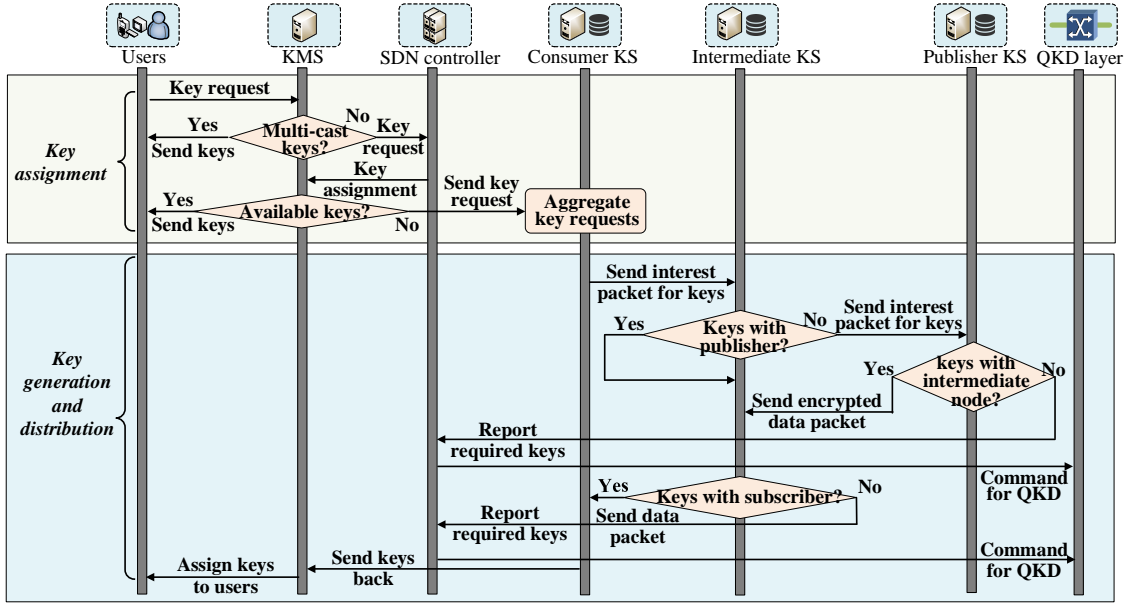 Users
KMS
SDN controller
Consumer KS
Intermediate KS
Publisher KS
QKD layer
Key
assignment
Key request
Yes
Send keys
Multi-cast
keys?
No
Key
request
Key
assignment
Yes
Send keys
Available keys?
No
Send key
request
Aggregate
key requests
Key
generation
and
distribution
Send interest
packet for keys
Yes
Keys with
publisher?
No
Send interest
packet for keys
Yes
keys with
intermediate
node?
No
Send encrypted
data packet
Report
required keys
Command
for QKD
Yes
Keys with subscriber?
No
Send data
packet
Report
required keys
Command
for QKD
Send keys
back
Assign keys
to users